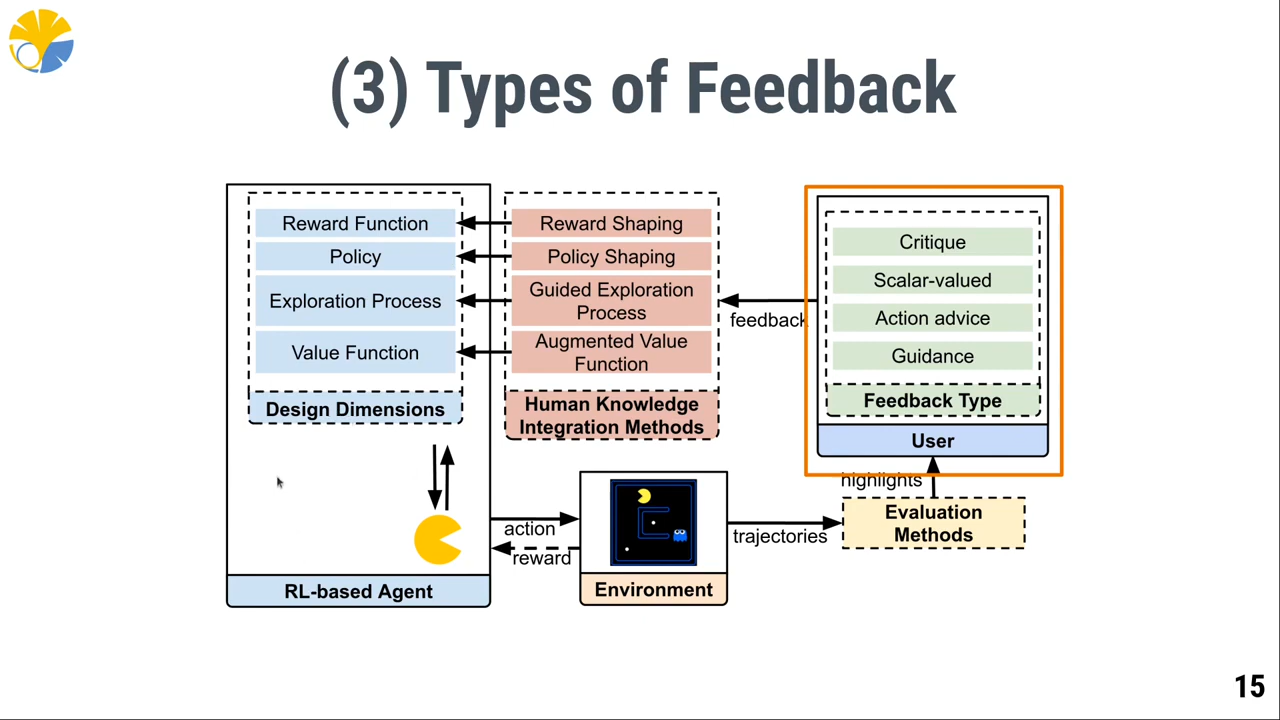 (3) Types of Feedback
Reward Function
Policy
Exploration Process
Value Function
Design Dimensions
RL-based Agent
Reward Shaping
Policy Shaping
Guided Exploration
Process
Augmented Value
Function
Human Knowledge
Integration Methods
feedback
Critique
Scalar-valued
Action advice
Guidance
Feedback Type
User
highlights
Evaluation
Methods
action
reward
Environment
trajectories
15